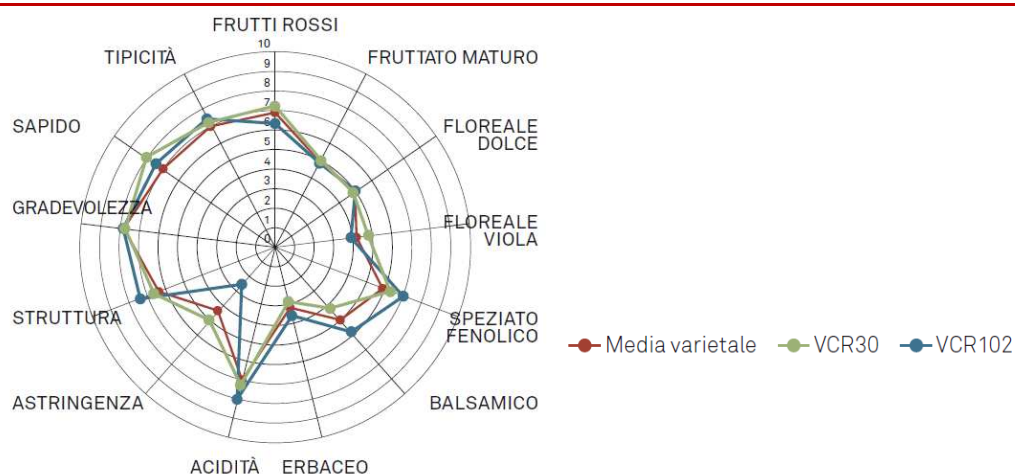 FRUTTI ROSSI
FRUTTATO MATURO
FLOREALE
DOLCE
FLOREALE
VIOLA
SPEZIATO
FENOLICO
BALSAMICO
ERBACEO
ACIDITÀ
ASTRINGENZA
STRUTTURA
GRADEVOLEZZA
SAPIDO
TIPICITÀ
10
9
8
7
6
5
4
3
2
1
0
Media varietale
VCR30
VCR102